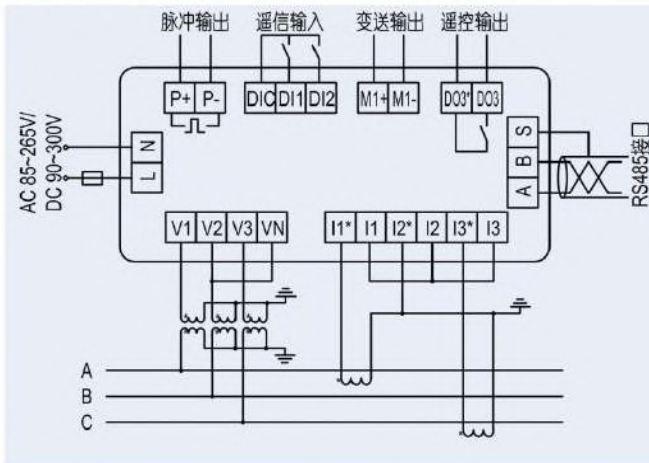 脉冲输出 遥信输入 变送输出 遥控输出
P+ P- DIC DI1 DI2 M1+ M1- DO3* DO3
AC 85~265V/
DC 90~300V
N
L
S
B
A
RS485接口
V1 V2 V3 VN I1* I1 I2* I2 I3* I3
A
B
C